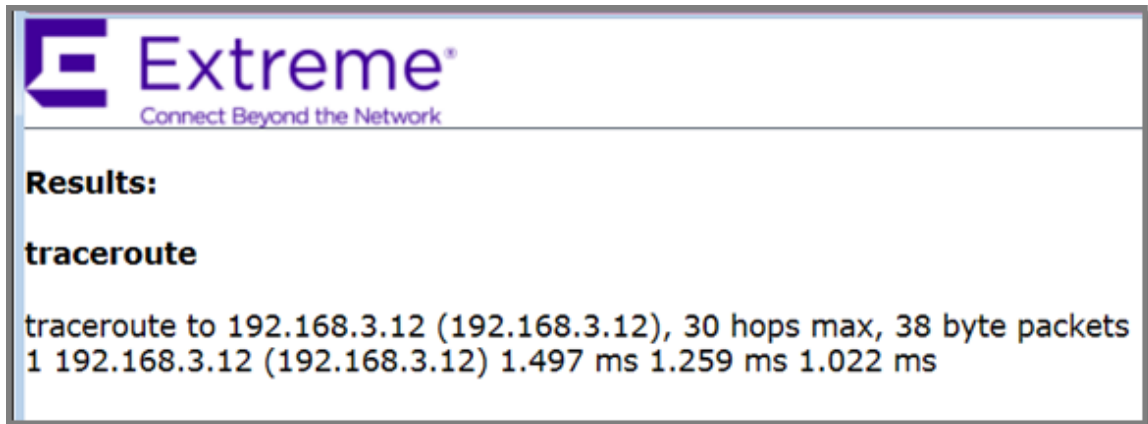 Extreme®
Connect Beyond the Network
Results:
traceroute
traceroute to 192.168.3.12 (192.168.3.12), 30 hops max, 38 byte packets
1 192.168.3.12 (192.168.3.12) 1.497 ms 1.259 ms 1.022 ms